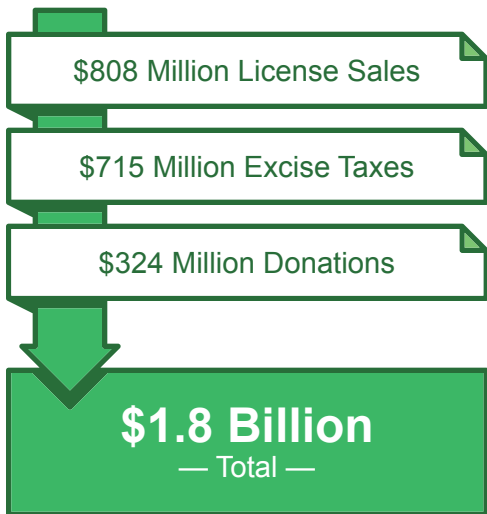 $808 Million License Sales
$715 Million Excise Taxes
$324 Million Donations
$1.8 Billion
— Total —